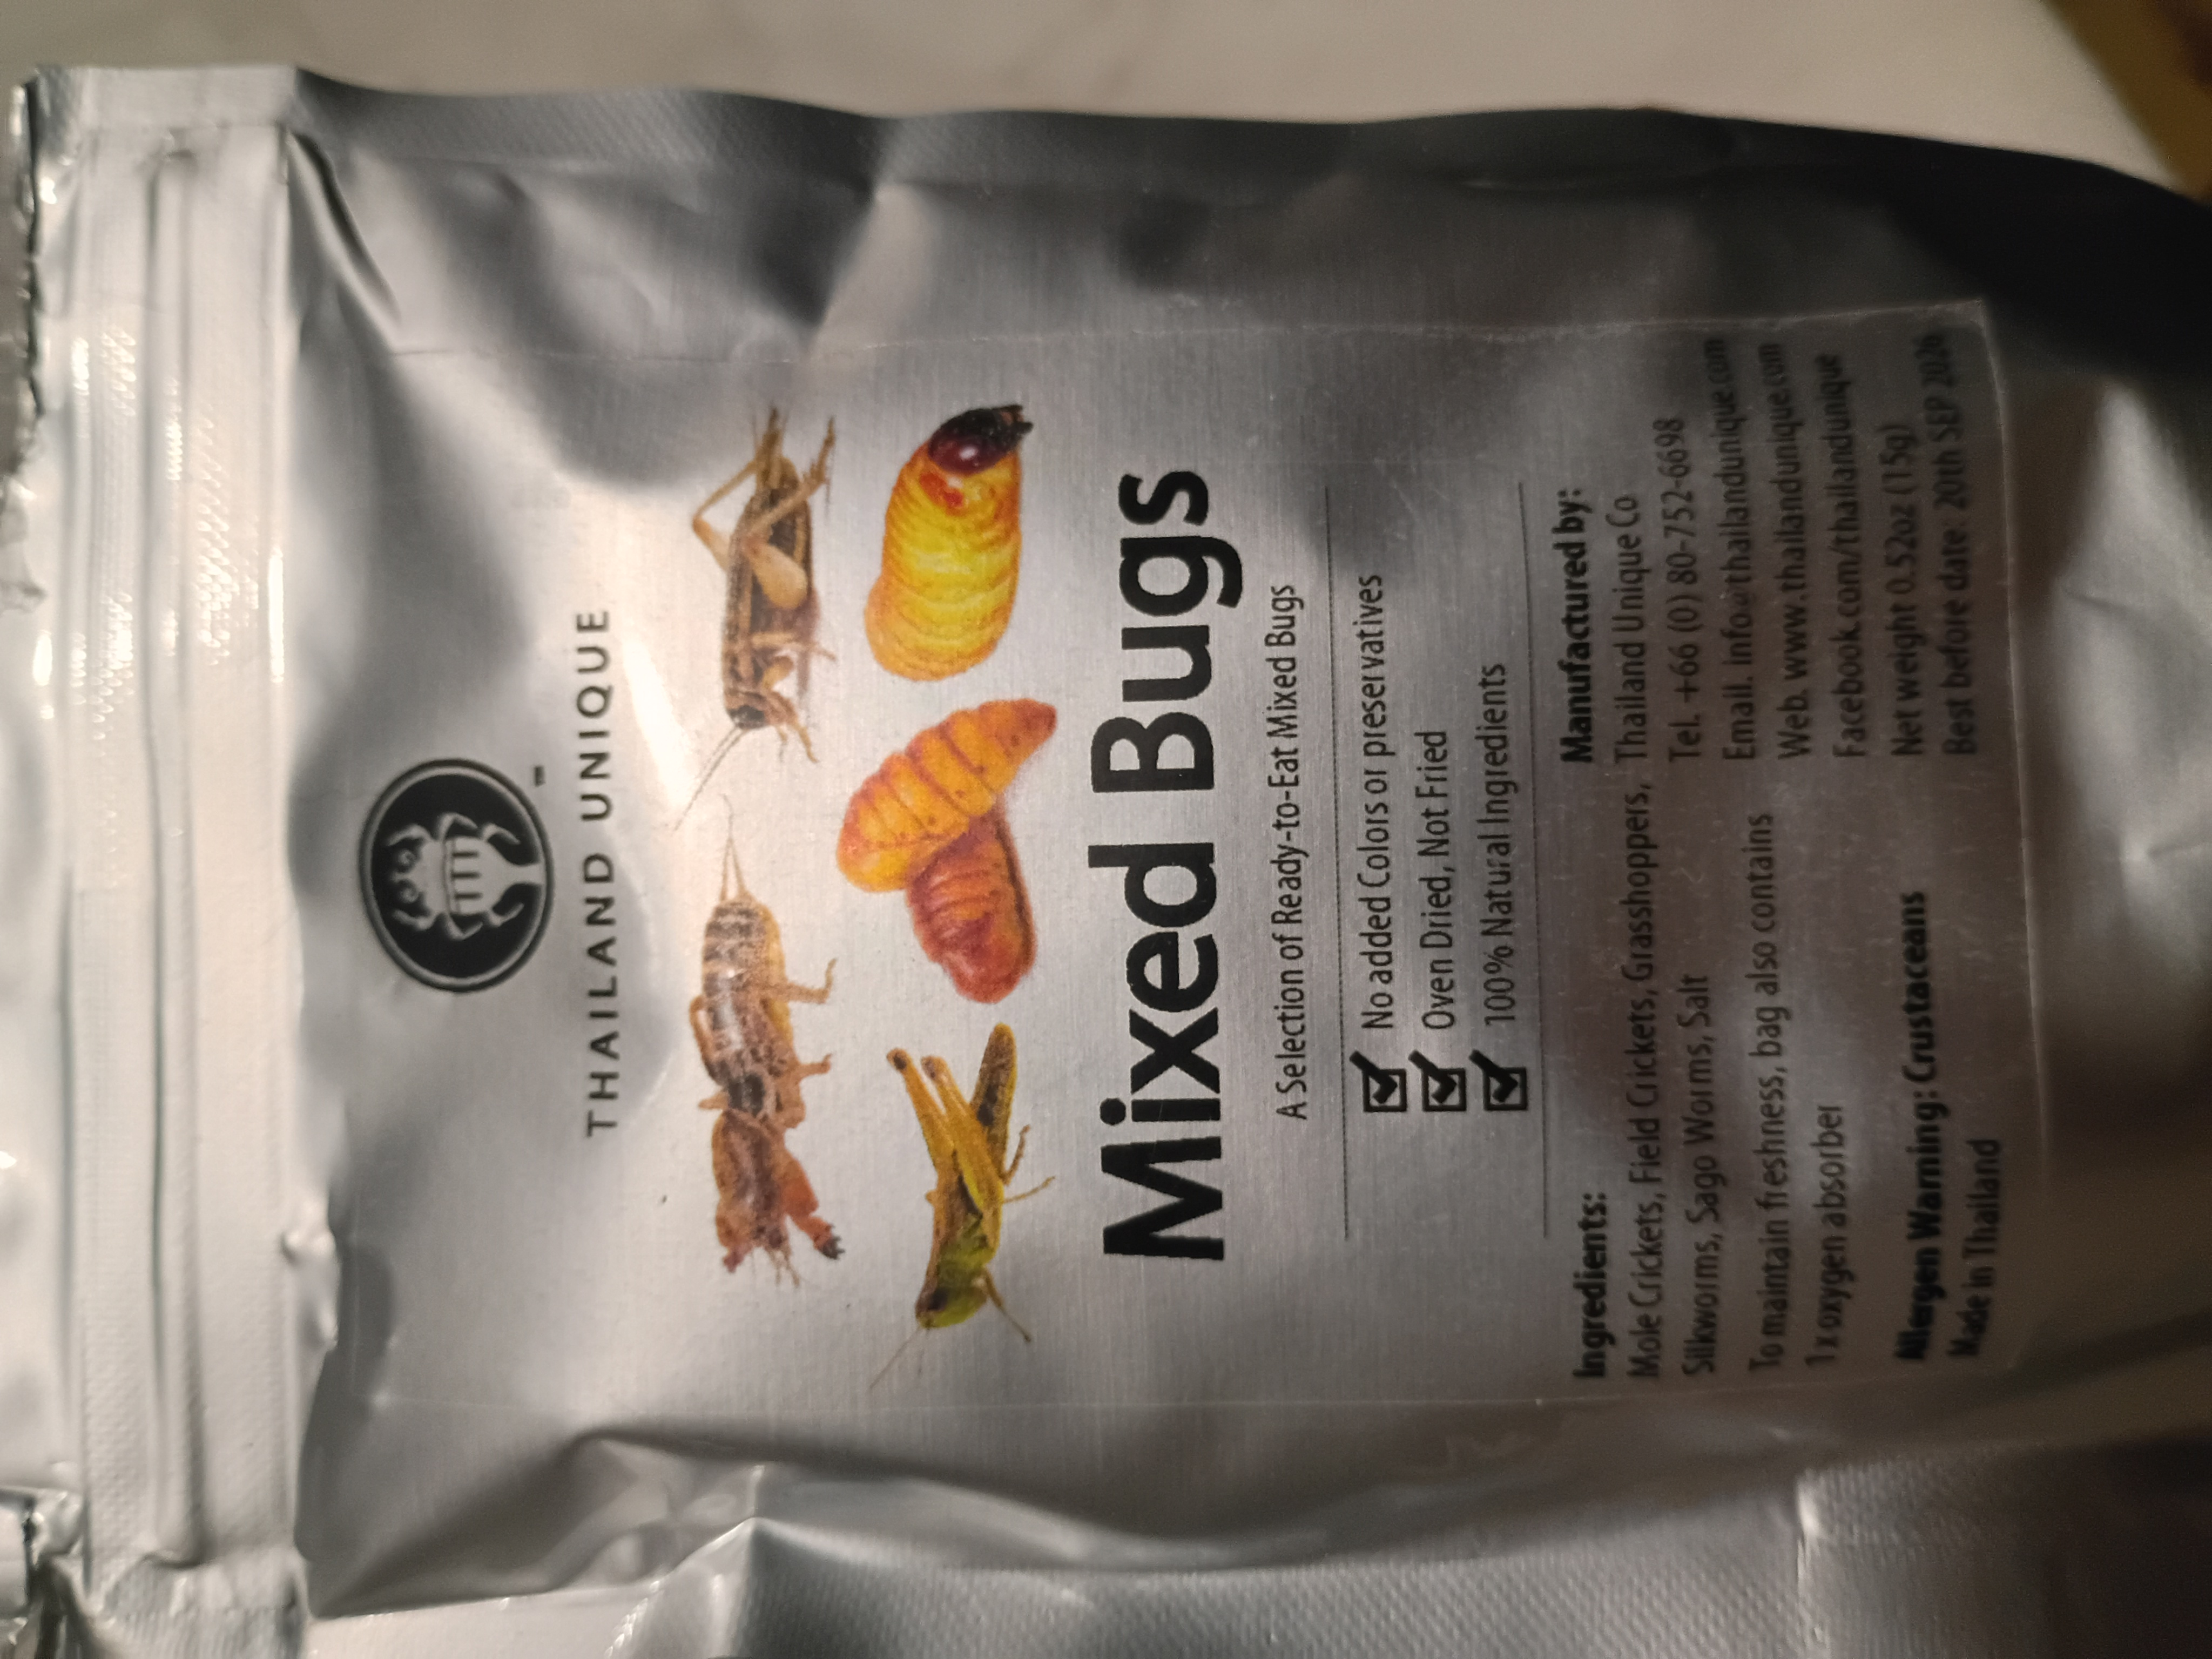 THAILAND UNIQUE
™
Mixed Bugs
A Selection of Ready-to-Eat Mixed Bugs
No added Colors or preservatives
Oven Dried, Not Fried
100% Natural Ingredients
Ingredients:
Mole Crickets, Field Crickets, Grasshoppers,
Silkworms, Sago Worms, Salt
To maintain freshness, bag also contains
1 x oxygen absorber
Allergen Warning: Crustaceans
Made in Thailand
Manufactured by:
Thailand Unique Co
Tel. +66 (0) 80-752-6698
Email. info@thailandunique.com
Web. www.thailandunique.com
Facebook.com/thailandunique
Net weight 0.52oz (15g)
Best before date. 20th SEP 2026